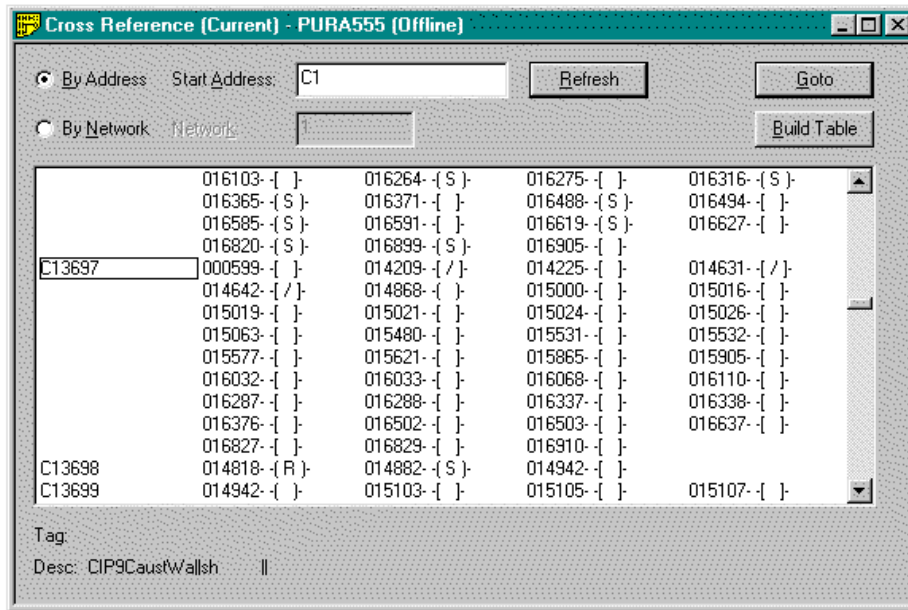 Cross Reference (Current) - PURA555 (Offline)
By Address Start Address: C1 Refresh Goto
By Network Network: 1 Build Table
016103- -[ ]- 016264- -( S )- 016275- -[ ]- 016316- -( S )-
016365- -( S )- 016371- -[ ]- 016488- -( S )- 016494- -[ ]-
016585- -( S )- 016591- -[ ]- 016619- -( S )- 016627- -[ ]-
016820- -( S )- 016899- -( S )- 016905- -[ ]-
C13697 000599- -[ ]- 014209- -[ / ]- 014225- -[ ]- 014631- -[ / ]-
014642- -[ / ]- 014868- -( )- 015000- -[ ]- 015016- -[ ]-
015019- -[ ]- 015021- -[ ]- 015024- -[ ]- 015026- -[ ]-
015063- -[ ]- 015480- -[ ]- 015531- -[ ]- 015532- -[ ]-
015577- -[ ]- 015621- -[ ]- 015865- -[ ]- 015905- -[ ]-
016032- -[ ]- 016033- -[ ]- 016068- -[ ]- 016110- -[ ]-
016287- -[ ]- 016288- -[ ]- 016337- -[ ]- 016338- -[ ]-
016376- -[ ]- 016502- -[ ]- 016503- -[ ]- 016637- -[ ]-
016827- -[ ]- 016829- -[ ]- 016910- -[ ]-
C13698 014818- -( R )- 014882- -( S )- 014942- -[ ]-
C13699 014942- -( )- 015103- -[ ]- 015105- -[ ]- 015107- -[ ]-
Tag:
Desc: CIP9CaustWa||sh ||